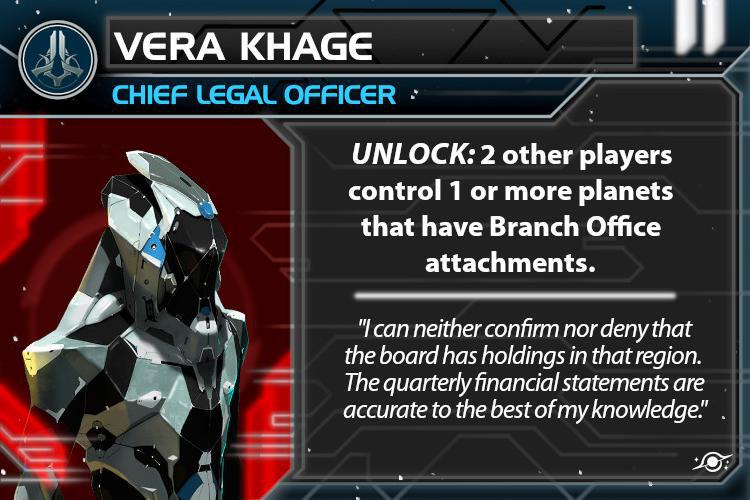 VERA KHAGE
CHIEF LEGAL OFFICER
UNLOCK: 2 other players
control 1 or more planets
that have Branch Office
attachments.
"I can neither confirm nor deny that
the board has holdings in that region.
The quarterly financial statements are
accurate to the best of my knowledge."